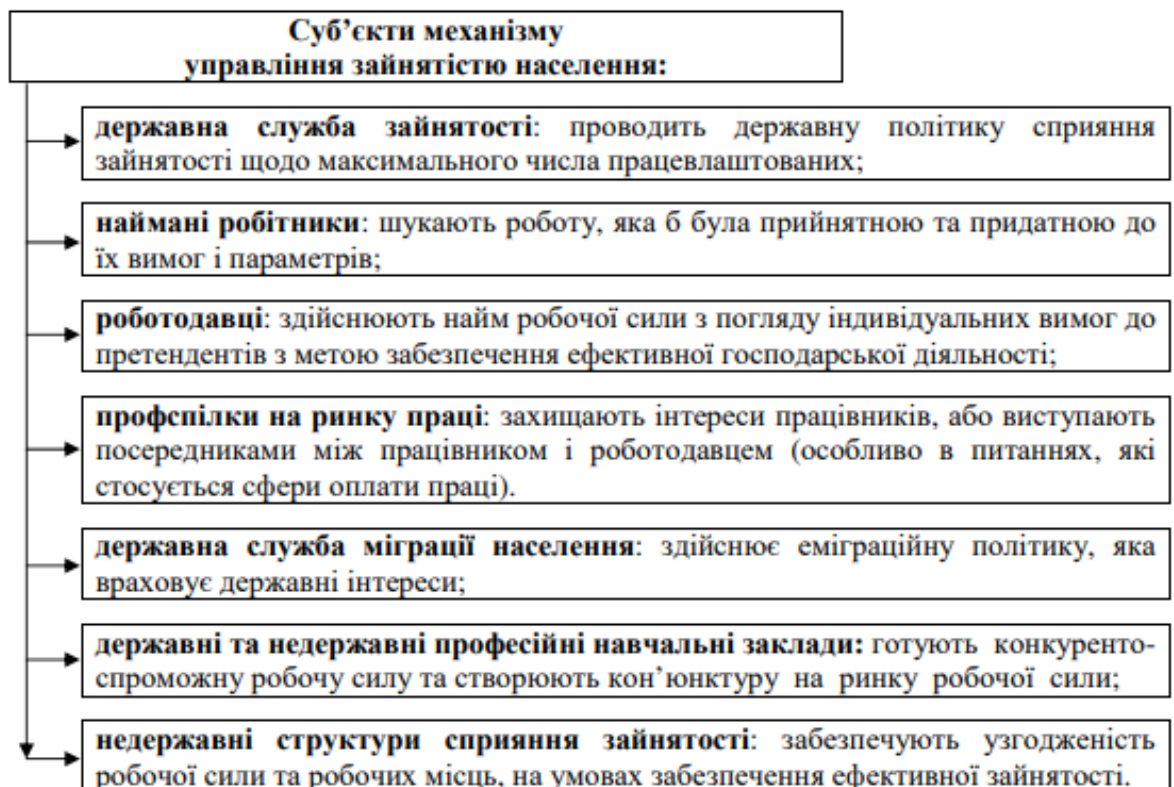 Суб’єкти механізму
управління зайнятістю населення:
державна служба зайнятості: проводить державну політику сприяння
зайнятості щодо максимального числа працевлаштованих;
наймані робітники: шукають роботу, яка б була прийнятною та придатною до
їх вимог і параметрів;
роботодавці: здійснюють найм робочої сили з погляду індивідуальних вимог до
претендентів з метою забезпечення ефективної господарської діяльності;
профспілки на ринку праці: захищають інтереси працівників, або виступають
посередниками між працівником і роботодавцем (особливо в питаннях, які
стосується сфери оплати праці).
державна служба міграції населення: здійснює еміграційну політику, яка
враховує державні інтереси;
державні та недержавні професійні навчальні заклади: готують конкуренто-
спроможну робочу силу та створюють кон’юнктуру на ринку робочої сили;
недержавні структури сприяння зайнятості: забезпечують узгодженість
робочої сили та робочих місць, на умовах забезпечення ефективної зайнятості.